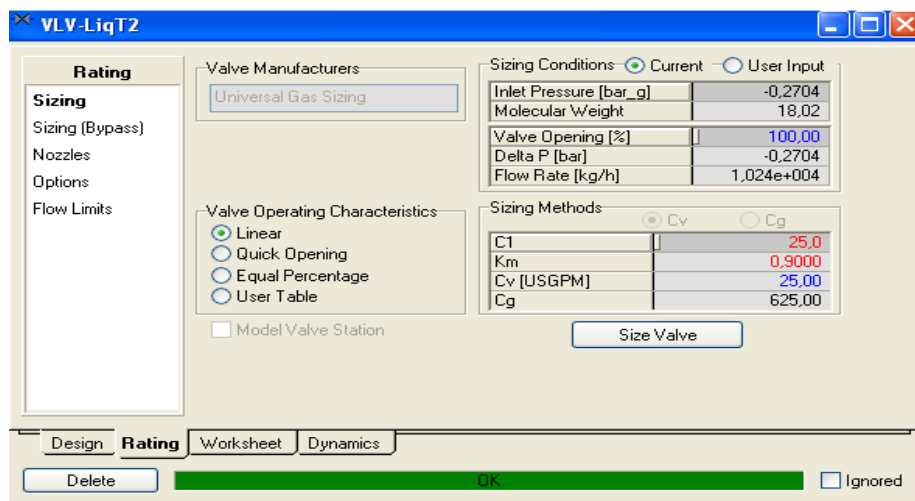 VLV-LiqT2
Rating
Sizing
Sizing (Bypass)
Nozzles
Options
Flow Limits
Valve Manufacturers
Universal Gas Sizing
Valve Operating Characteristics
Linear
Quick Opening
Equal Percentage
User Table
Model Valve Station
Sizing Conditions Current User Input
Inlet Pressure [bar_g] -0,2704
Molecular Weight 18,02
Valve Opening [%] 100,00
Delta P [bar] -0,2704
Flow Rate [kg/h] 1,024e+004
Sizing Methods Cv Cg
C1 25,0
Km 0,9000
Cv [USGPM] 25,00
Cg 625,00
Size Valve
Design Rating Worksheet Dynamics
Delete OK Ignored